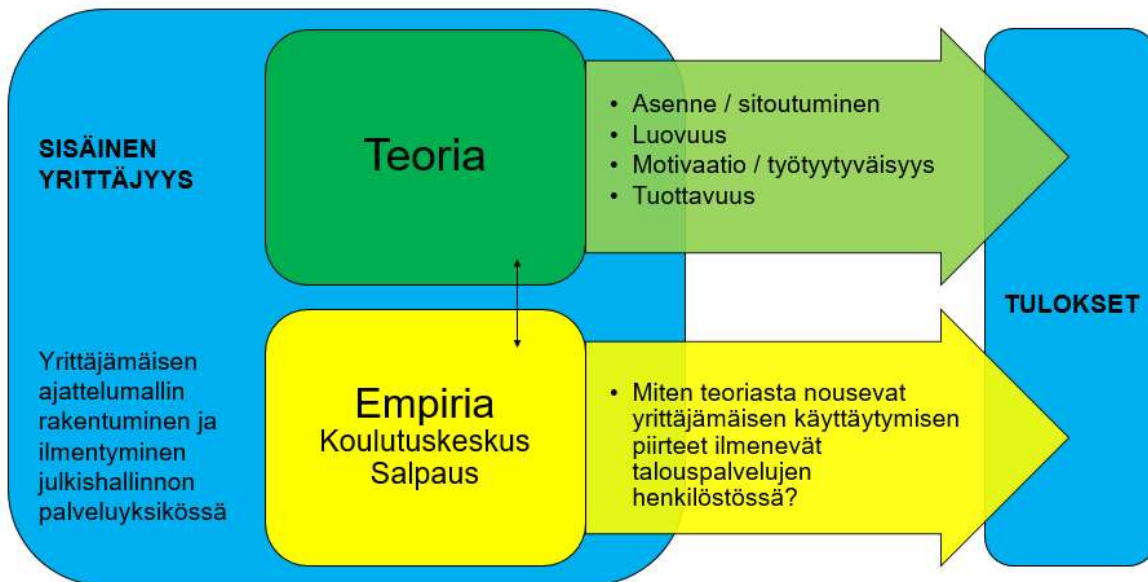 SISÄINEN
YRITTÄJYYS
Yrittäjämäisen
ajattelumallin
rakentuminen ja
ilmentyminen
julkishallinnon
palveluyksikössä
Teoria
• Asenne / sitoutuminen
• Luovuus
• Motivaatio / työtyytyväisyys
• Tuottavuus
Empiria
Koulutuskeskus
Salpaus
• Miten teoriasta nousevat
yrittäjämäisen käyttäytymisen
piirteet ilmenevät
talouspalvelujen
henkilöstössä?
TULOKSET